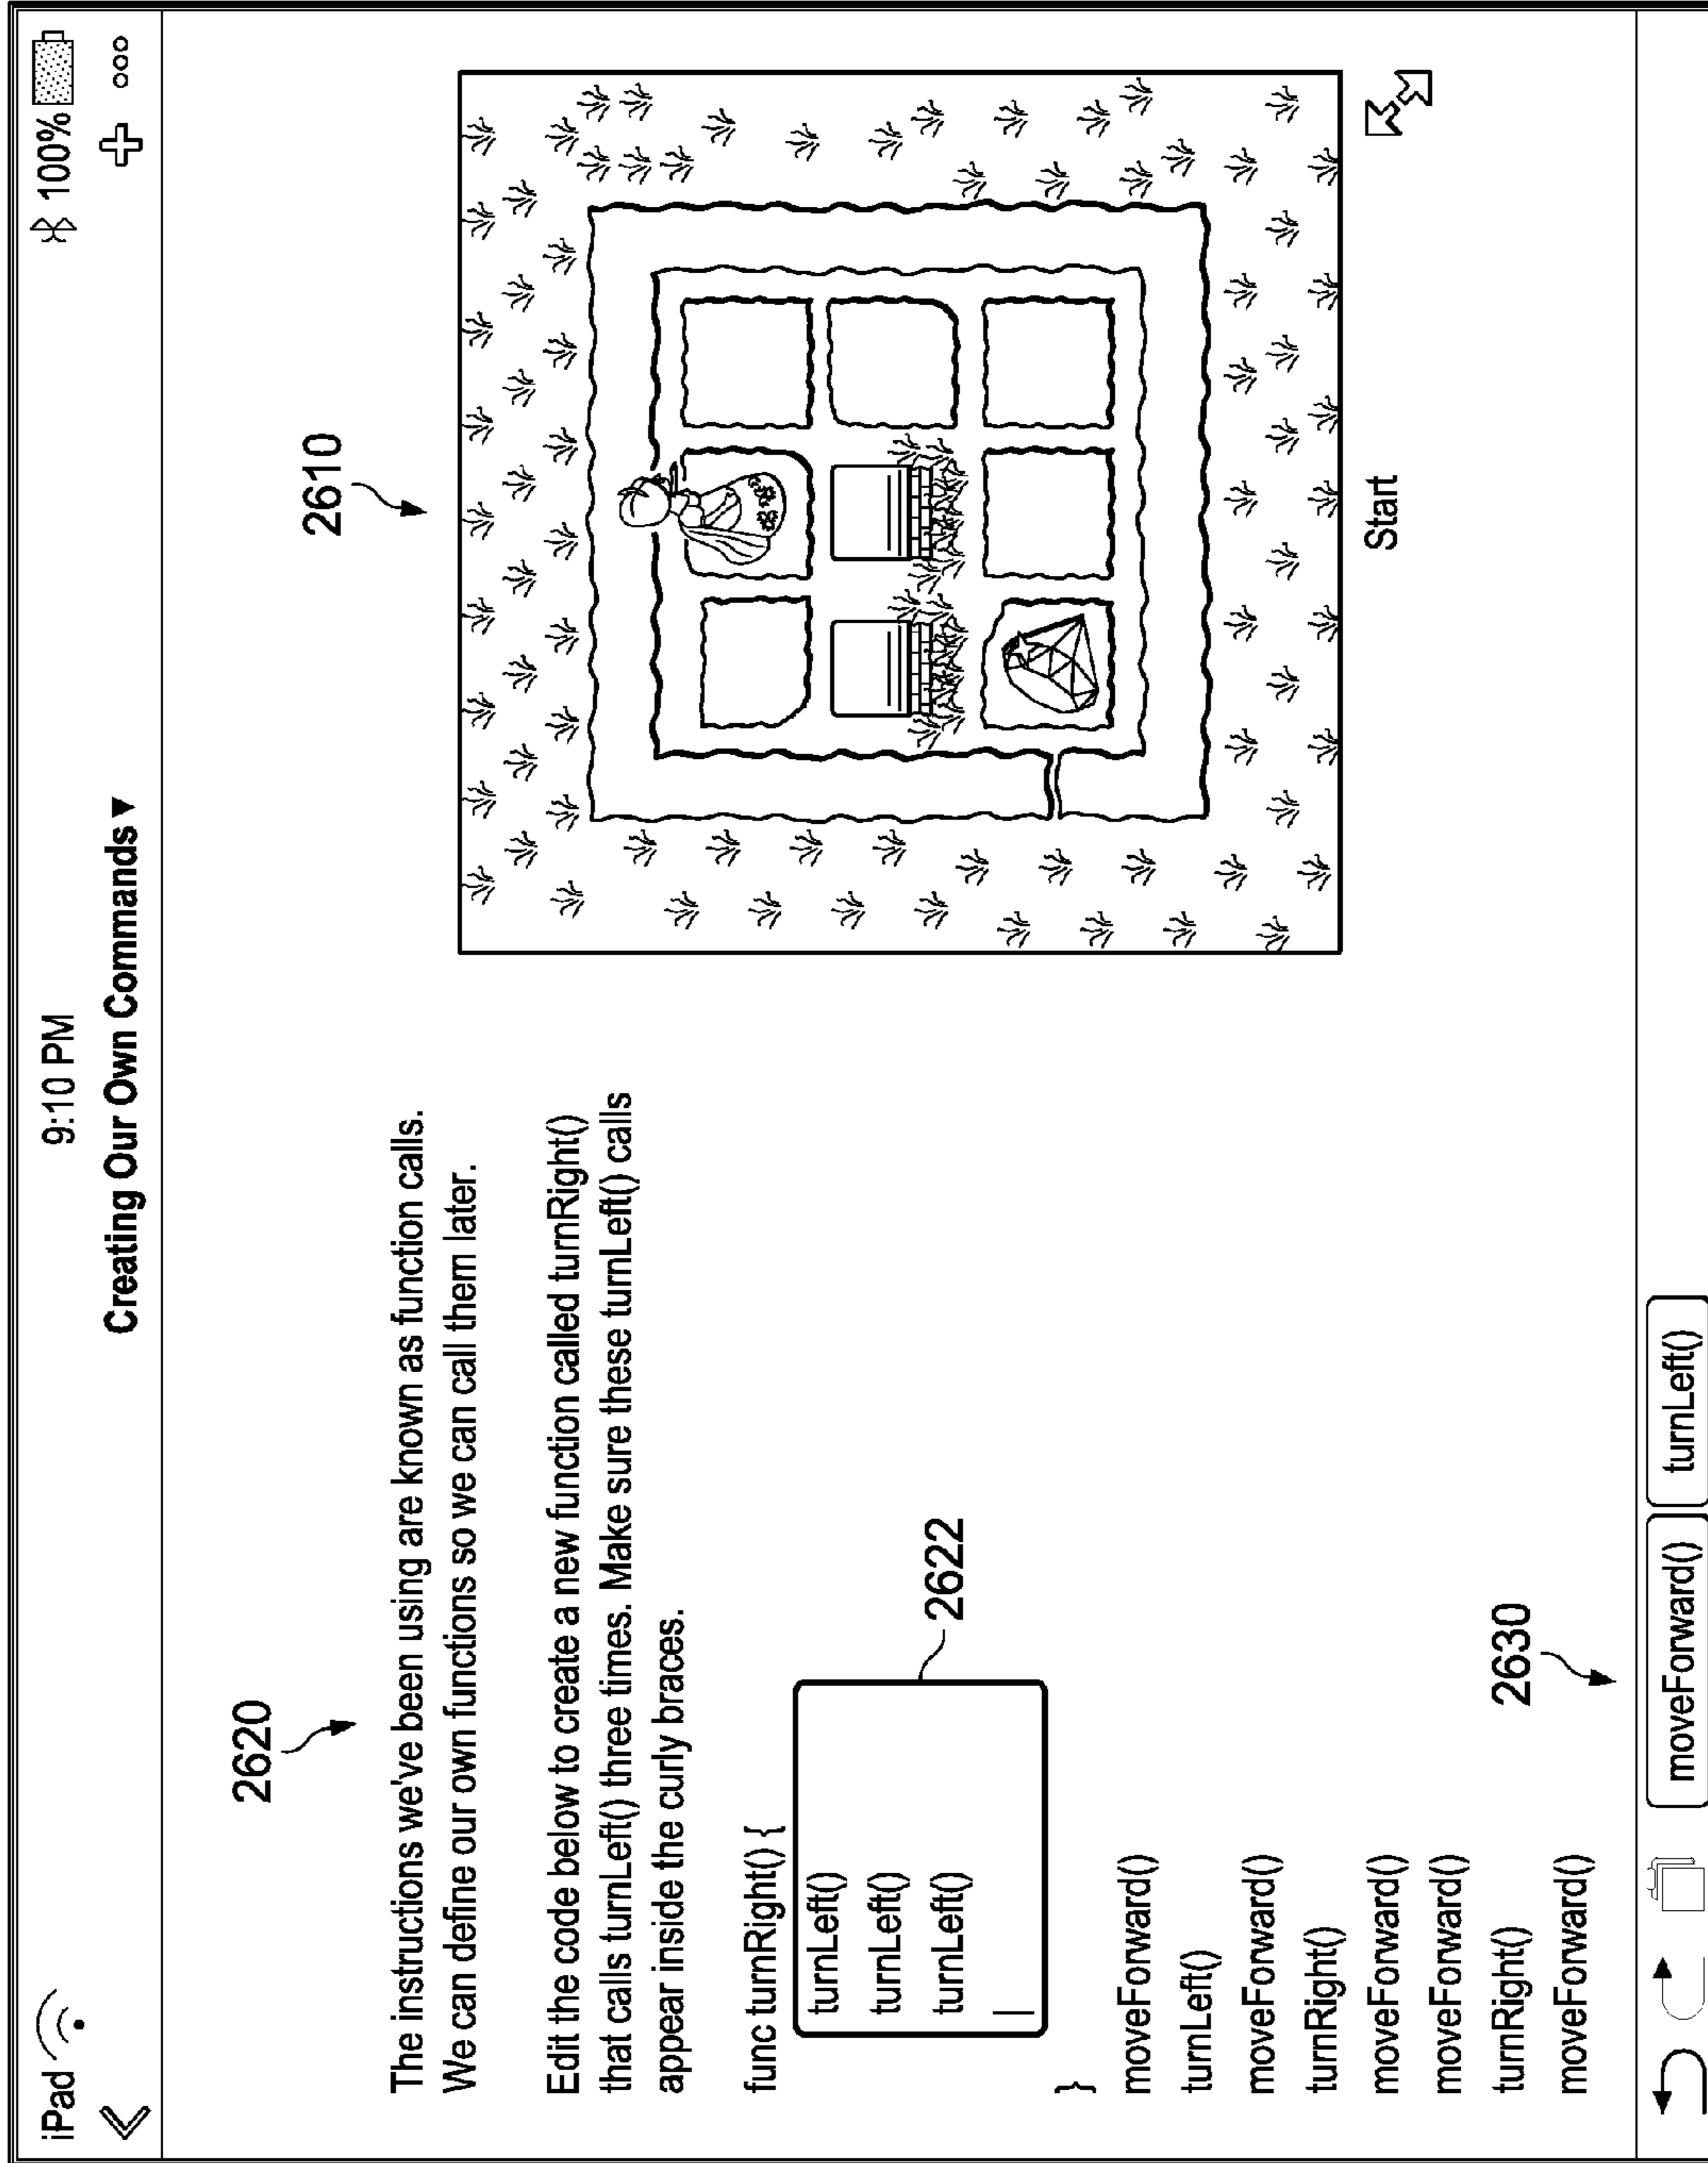 iPad 9:10 PM 100%
Creating Our Own Commands ▼
2620
2610
The instructions we've been using are known as function calls.
We can define our own functions so we can call them later.
Edit the code below to create a new function called turnRight()
that calls turnLeft() three times. Make sure these turnLeft() calls
appear inside the curly braces.
func turnRight() {
turnLeft()
turnLeft()
turnLeft()
2622
}
moveForward()
turnLeft()
moveForward()
turnRight()
moveForward()
moveForward()
turnRight()
moveForward()
Start
2630
moveForward() turnLeft()